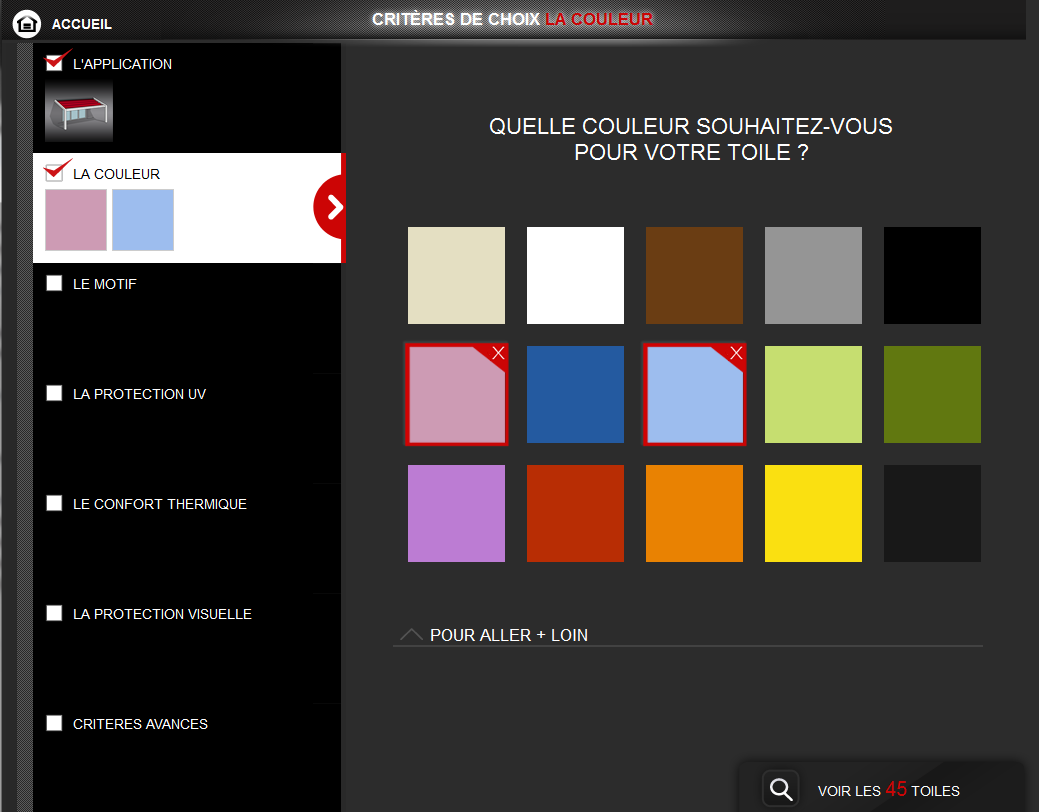 ACCUEIL
CRITÈRES DE CHOIX LA COULEUR
L'APPLICATION
LA COULEUR
LE MOTIF
LA PROTECTION UV
LE CONFORT THERMIQUE
LA PROTECTION VISUELLE
CRITERES AVANCES
QUELLE COULEUR SOUHAITEZ-VOUS
POUR VOTRE TOILE ?
X
X
POUR ALLER + LOIN
VOIR LES 45 TOILES